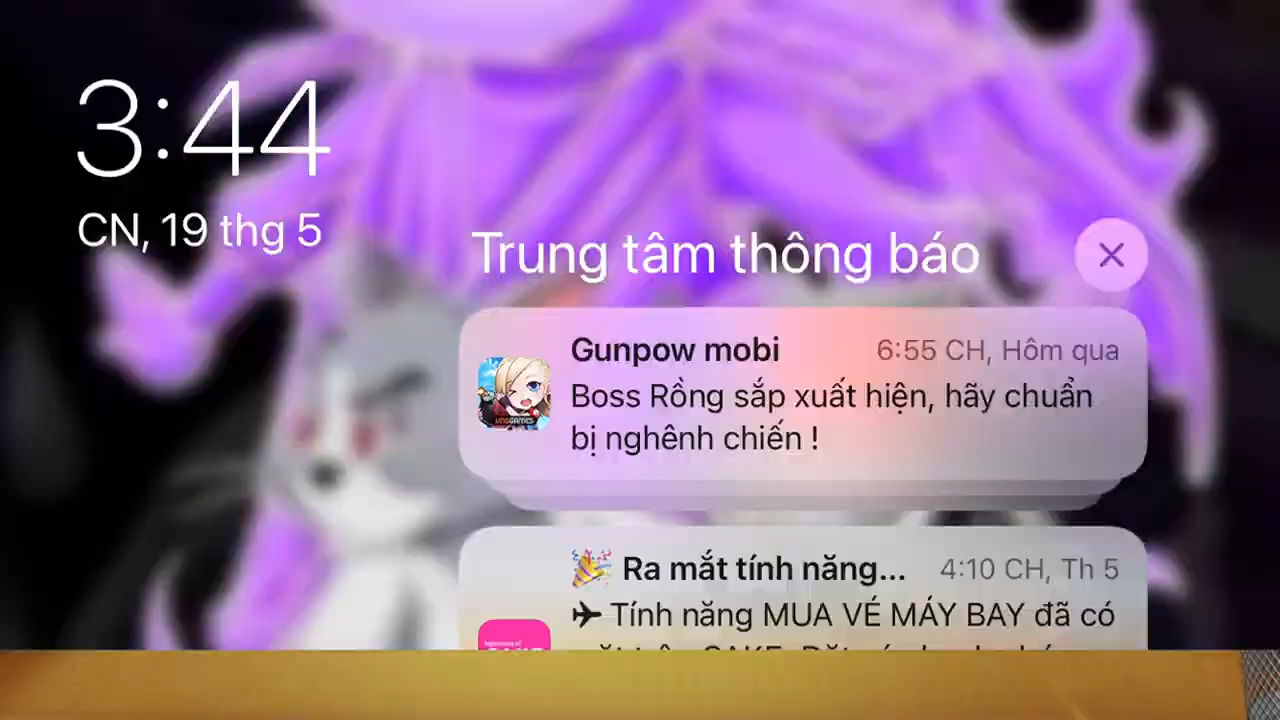 3:44
CN, 19 thg 5
Trung tâm thông báo
Gunpow mobi
6:55 CH, Hôm qua
Boss Rồng sắp xuất hiện, hãy chuẩn
bị nghênh chiến !
VNGGAMES
Ra mắt tính năng...
4:10 CH, Th 5
✈ Tính năng MUA VÉ MÁY BAY đã có